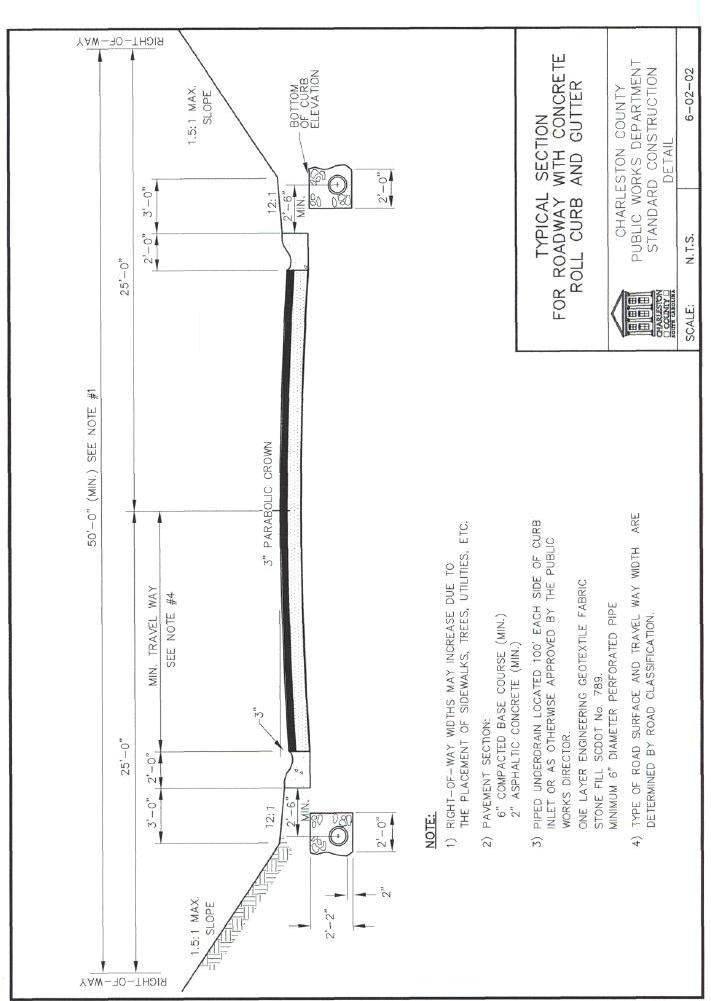 RIGHT-OF-WAY
RIGHT-OF-WAY
50'-0" (MIN.) SEE NOTE #1
25'-0"
25'-0"
3'-0"
2'-0"
MIN. TRAVEL WAY
SEE NOTE #4
2'-0"
3'-0"
1.5:1 MAX.
SLOPE
1.5:1 MAX.
SLOPE
3"
3" PARABOLIC CROWN
12:1
12:1
2'-6"
MIN.
2'-6"
MIN.
BOTTOM
OF CURB
ELEVATION
2'-2"
2"
2'-0"
2'-0"
NOTE:
1) RIGHT-OF-WAY WIDTHS MAY INCREASE DUE TO
THE PLACEMENT OF SIDEWALKS, TREES, UTILITIES, ETC.
2) PAVEMENT SECTION:
6" COMPACTED BASE COURSE (MIN.)
2" ASPHALTIC CONCRETE (MIN.)
3) PIPED UNDERDRAIN LOCATED 100' EACH SIDE OF CURB
INLET OR AS OTHERWISE APPROVED BY THE PUBLIC
WORKS DIRECTOR.
ONE LAYER ENGINEERING GEOTEXTILE FABRIC
STONE FILL SCDOT No. 789.
MINIMUM 6" DIAMETER PERFORATED PIPE
4) TYPE OF ROAD SURFACE AND TRAVEL WAY WIDTH ARE
DETERMINED BY ROAD CLASSIFICATION.
TYPICAL SECTION
FOR ROADWAY WITH CONCRETE
ROLL CURB AND GUTTER
CHARLESTON
COUNTY
SOUTH CAROLINA
CHARLESTON COUNTY
PUBLIC WORKS DEPARTMENT
STANDARD CONSTRUCTION
DETAIL
SCALE: N.T.S. 6-02-02